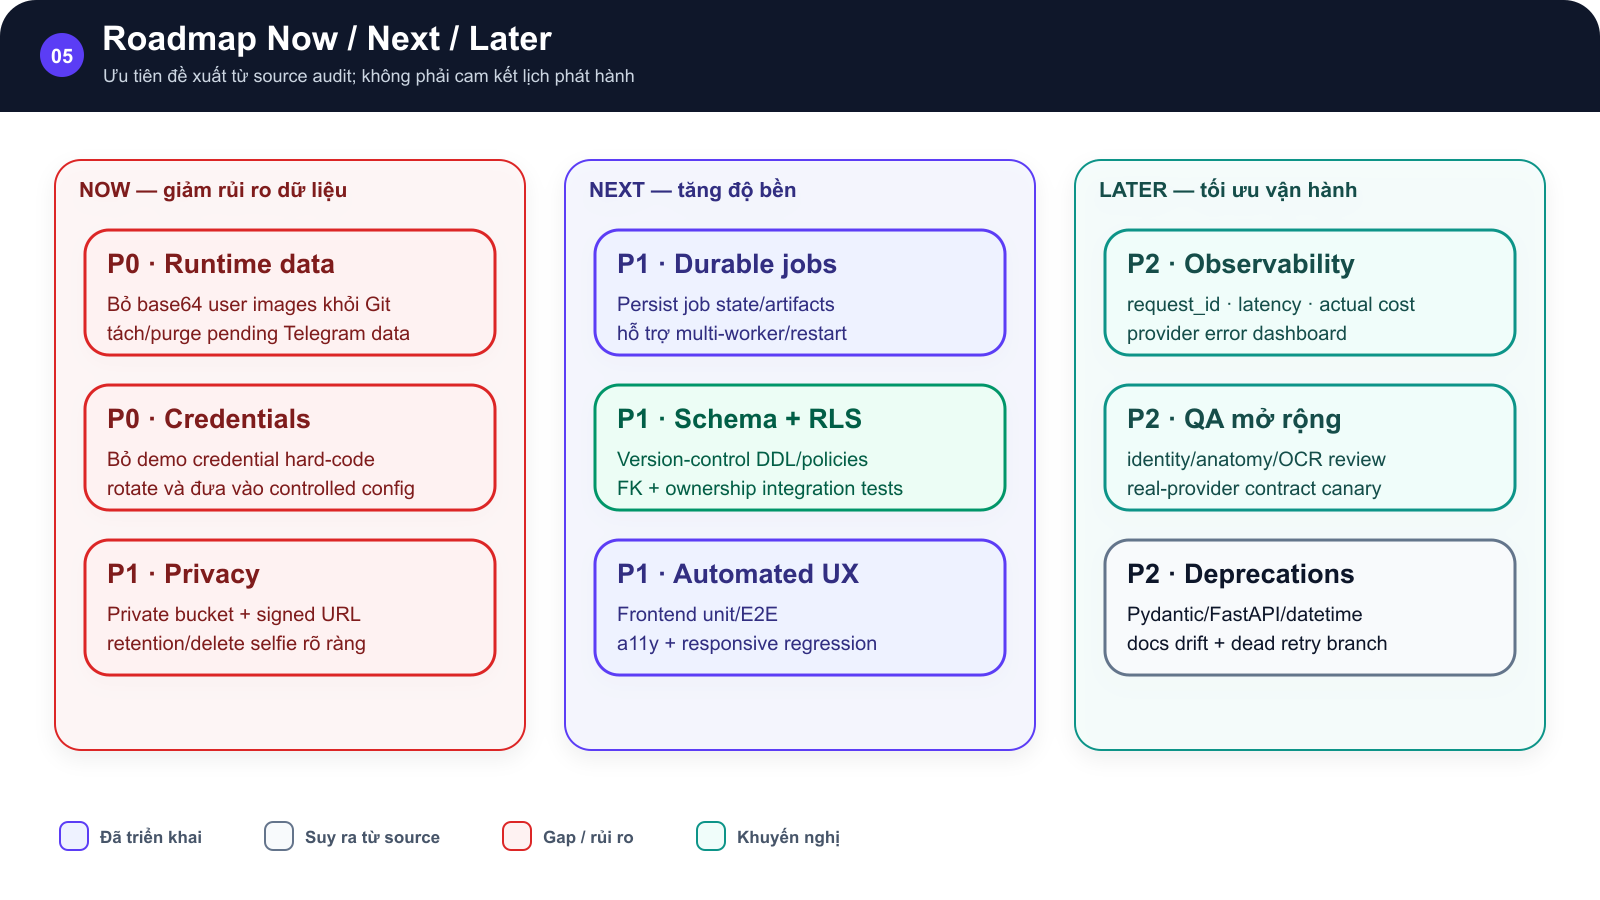 05
Roadmap Now / Next / Later
Ưu tiên đề xuất từ source audit; không phải cam kết lịch phát hành
NOW — giảm rủi ro dữ liệu
P0 · Runtime data
Bỏ base64 user images khỏi Git
tách/purge pending Telegram data
P0 · Credentials
Bỏ demo credential hard-code
rotate và đưa vào controlled config
P1 · Privacy
Private bucket + signed URL
retention/delete selfie rõ ràng
NEXT — tăng độ bền
P1 · Durable jobs
Persist job state/artifacts
hỗ trợ multi-worker/restart
P1 · Schema + RLS
Version-control DDL/policies
FK + ownership integration tests
P1 · Automated UX
Frontend unit/E2E
a11y + responsive regression
LATER — tối ưu vận hành
P2 · Observability
request_id · latency · actual cost
provider error dashboard
P2 · QA mở rộng
identity/anatomy/OCR review
real-provider contract canary
P2 · Deprecations
Pydantic/FastAPI/datetime
docs drift + dead retry branch
Đã triển khai
Suy ra từ source
Gap / rủi ro
Khuyến nghị